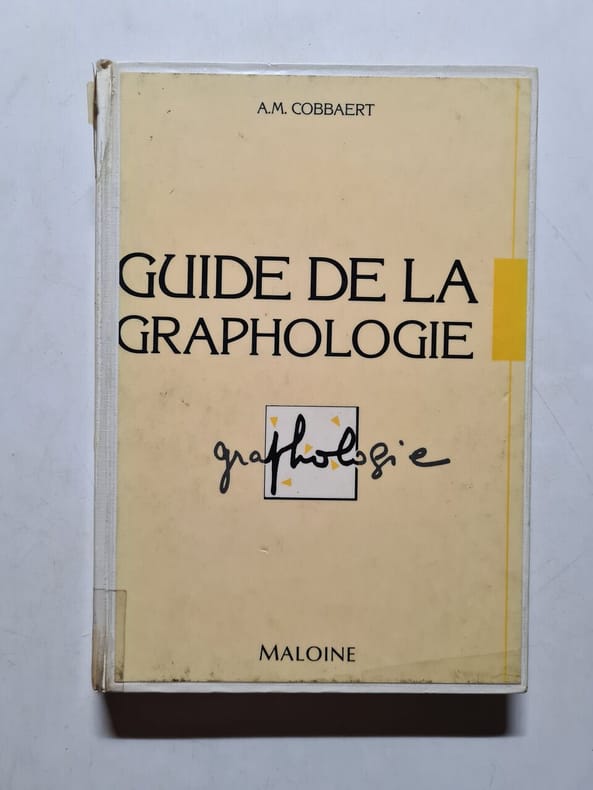 A.M. COBBAERT
GUIDE DE LA
GRAPHOLOGIE
graphologie
MALOINE